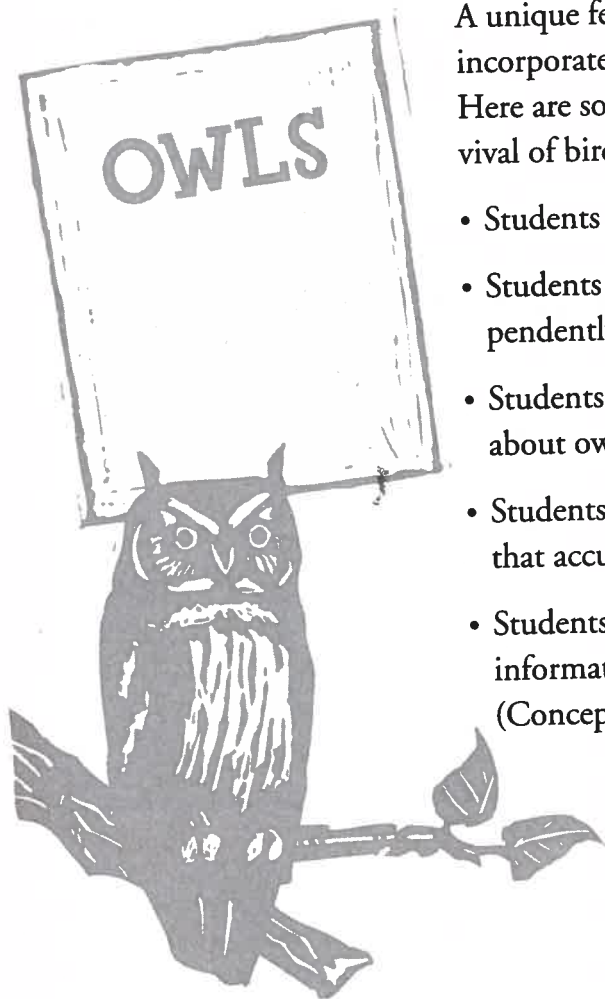 OWLS
A unique fe
incorporate
Here are so
vival of bird
• Students
• Students
pendentl
• Students
about ow
• Students
that accu
• Students
informat
(Concep